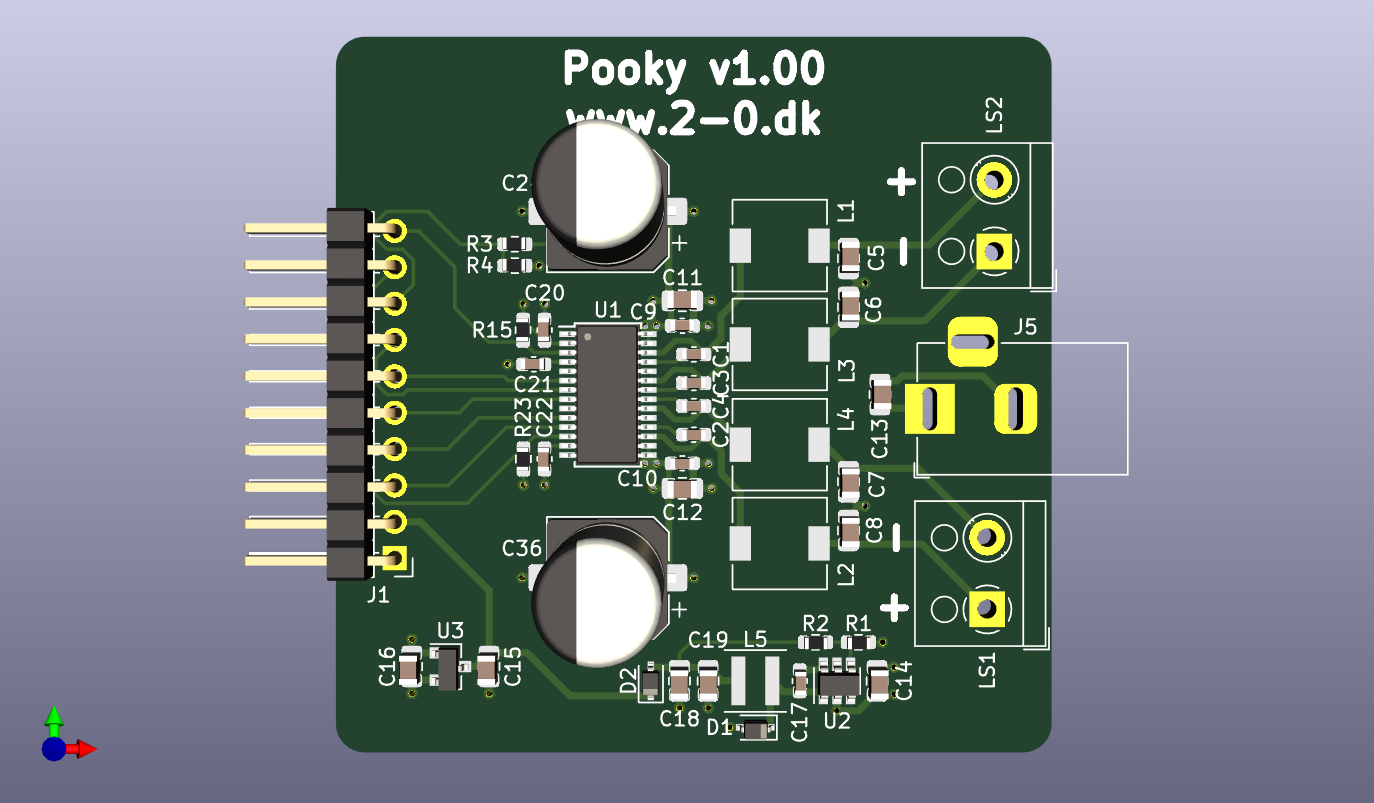 Pooky v1.00
www.2-0.dk
LS2
C2
+
L1
+
R3
C5
R4
-
C11
C20
C6
U1
C9
R15
J5
C1
L3
C21
C3
C4
R23
C22
L4
C13
C2
C10
C7
C12
C8
-
C36
L2
J1
+
+
U3
R2
R1
C19
L5
C16
C15
LS1
D2
C14
C18
D1
C17
U2